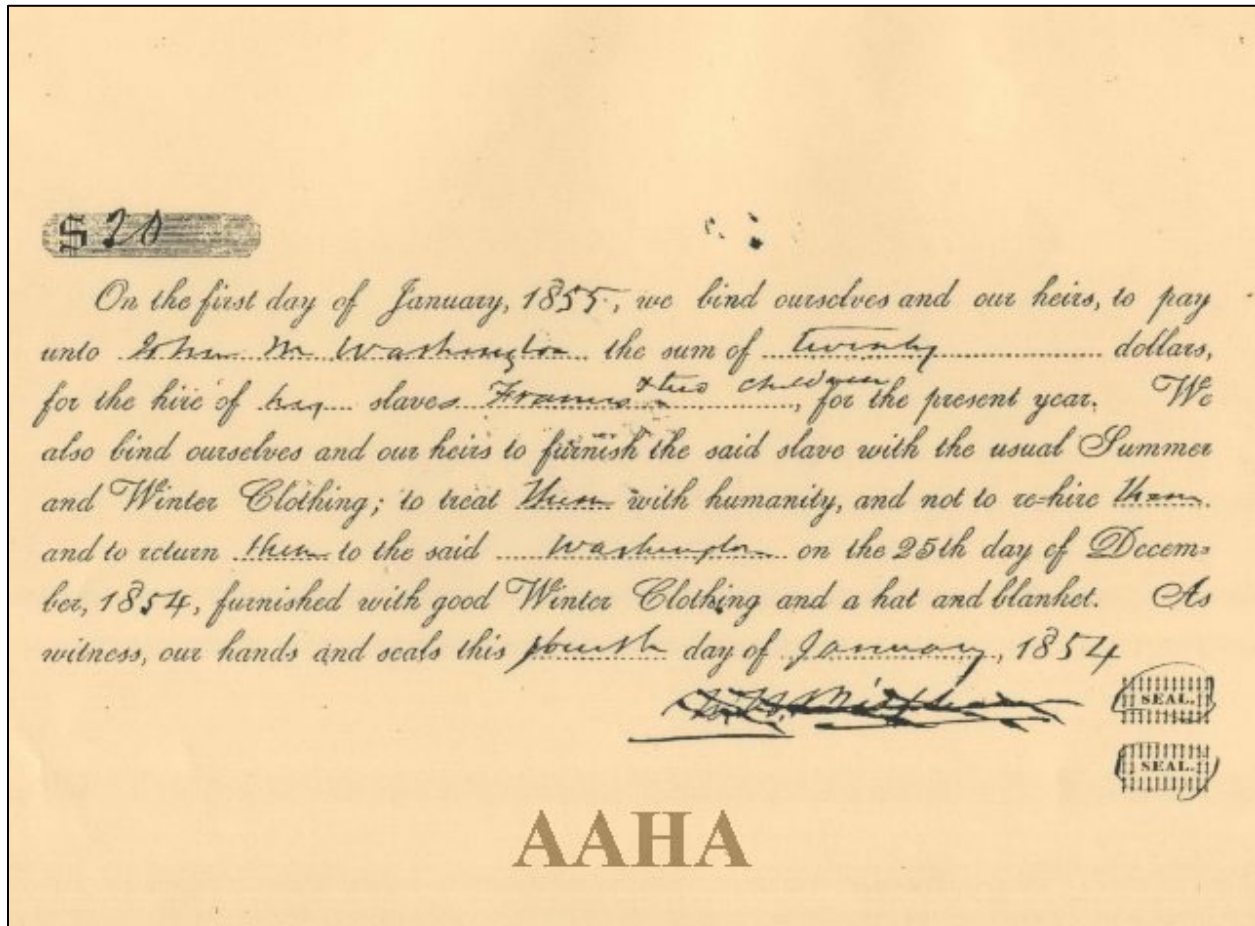 $ 20
On the first day of January, 1855, we bind ourselves and our heirs, to pay
unto John M Washington the sum of twenty dollars,
for the hire of slaves Frances & two children, for the present year. We
also bind ourselves and our heirs to furnish the said slave with the usual Summer
and Winter Clothing; to treat them with humanity, and not to re-hire them
and to return them to the said Washington on the 25th day of Decem-
ber, 1854, furnished with good Winter Clothing and a hat and blanket. As
witness, our hands and seals this fourth day of January, 1854
SEAL.
SEAL.
AAHA